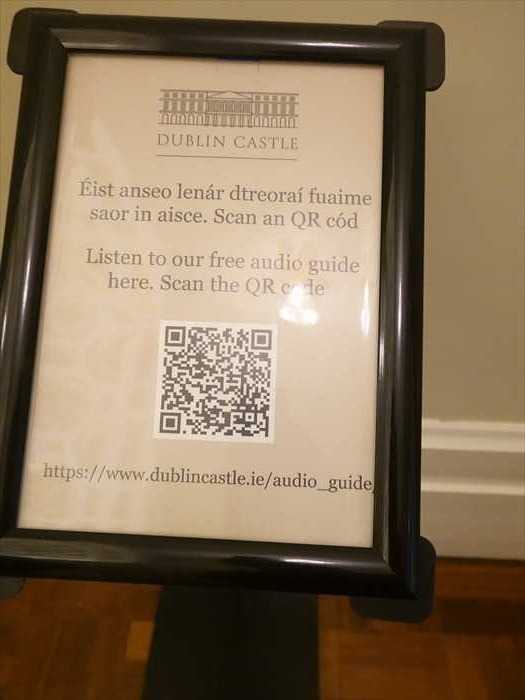 DUBLIN CASTLE
Éist anseo lenár dtreoraí fuaime
saor in aisce. Scan an QR cód
Listen to our free audio guide
here. Scan the QR code
https://www.dublincastle.ie/audio_guide/